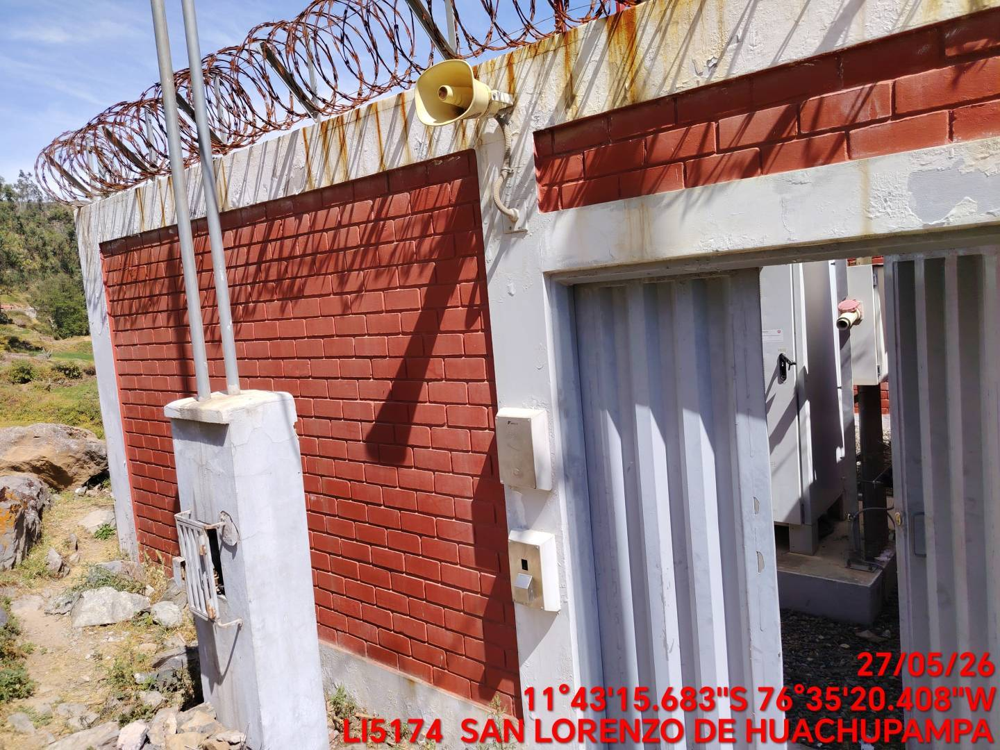 27/05/26
11°43'15.683"S 76°35'20.408"W
LI5174 SAN LORENZO DE HUACHUPAMPA